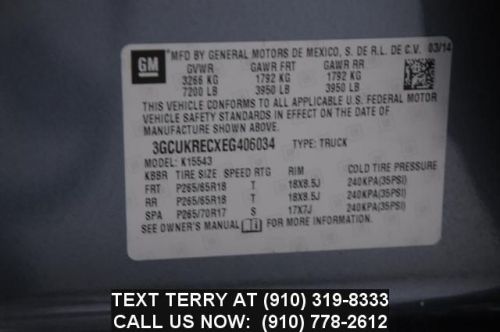 GM MFD BY GENERAL MOTORS DE MEXICO, S. DE R.L. DE C.V. 03/14
GVWR GAWR FRT GAWR RR
3266 KG 1792 KG 1792 KG
7200 LB 3950 LB 3950 LB
THIS VEHICLE CONFORMS TO ALL APPLICABLE U.S. FEDERAL MOTOR
VEHICLE SAFETY STANDARDS IN EFFECT ON THE DATE OF
MANUFACTURE SHOWN ABOVE.
3GCUKRECXEG406034 TYPE: TRUCK
MODEL: K15543
KBBR TIRE SIZE SPEED RTG RIM COLD TIRE PRESSURE
FRT P265/65R18 T 18X8.5J 240KPA(35PSI)
RR P265/65R18 T 18X8.5J 240KPA(35PSI)
SPA P265/70R17 S 17X7J 240KPA(35PSI)
SEE OWNER'S MANUAL FOR MORE INFORMATION.
TEXT TERRY AT (910) 319-8333
CALL US NOW: (910) 778-2612